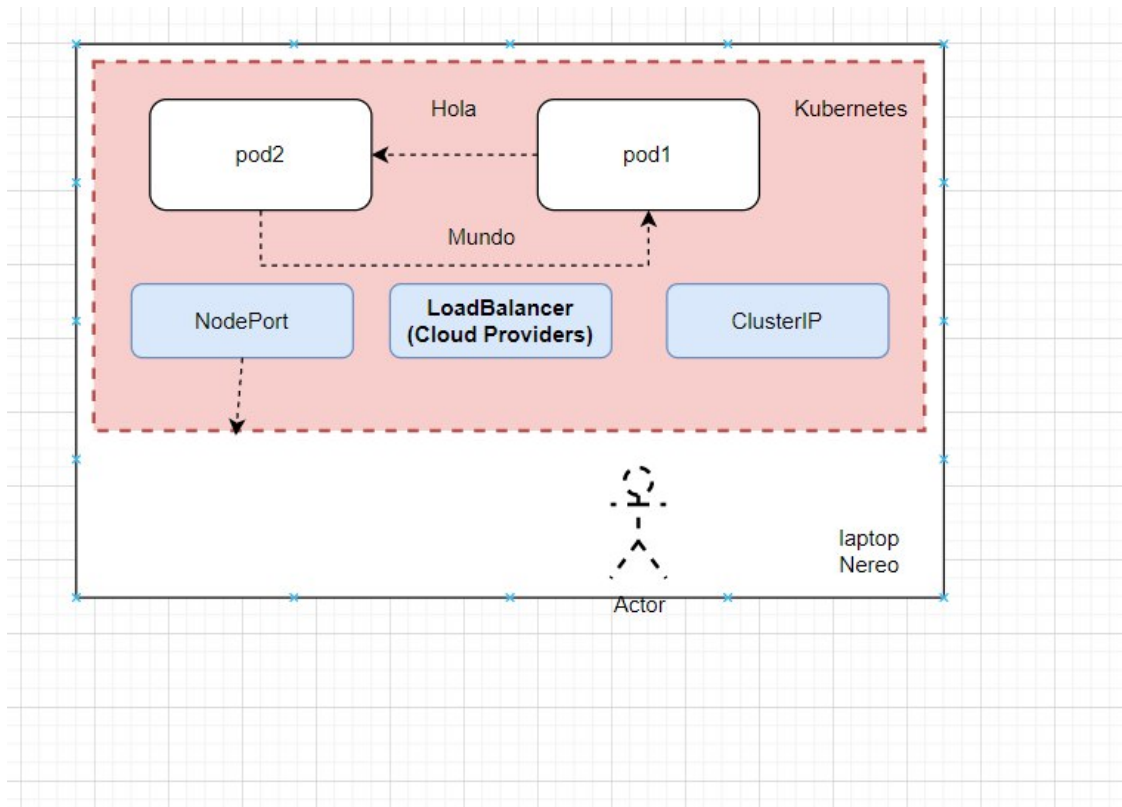 Hola
Kubernetes
pod2
pod1
Mundo
NodePort
LoadBalancer
(Cloud Providers)
ClusterIP
laptop
Nereo
Actor